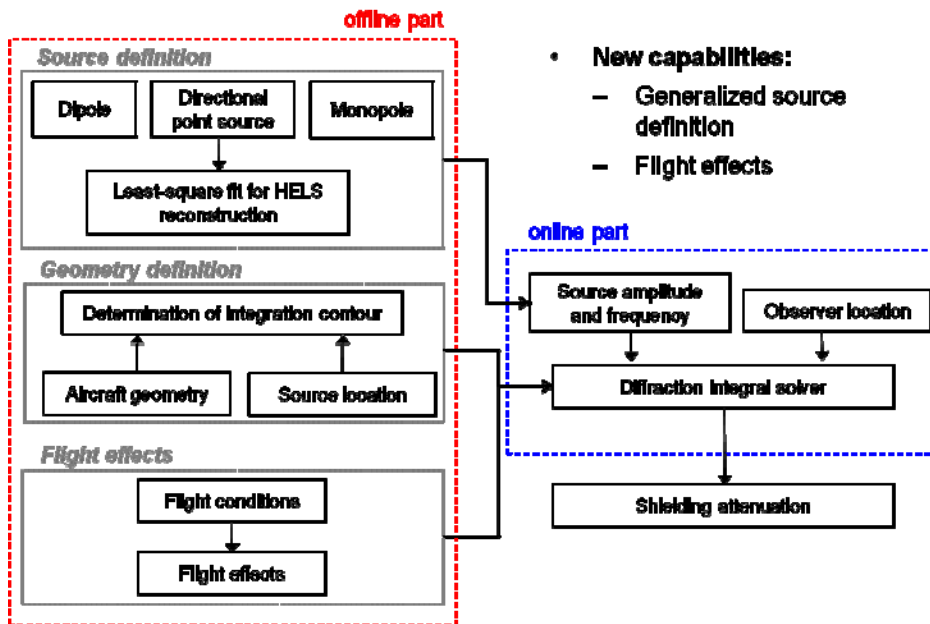 offline part
Source definition
Dipole
Directional
point source
Monopole
Least-square fit for HELS
reconstruction
Geometry definition
Determination of integration contour
Aircraft geometry
Source location
Flight effects
Flight conditions
Flight effects
• New capabilities:
– Generalized source
definition
– Flight effects
online part
Source amplitude
and frequency
Observer location
Diffraction integral solver
Shielding attenuation